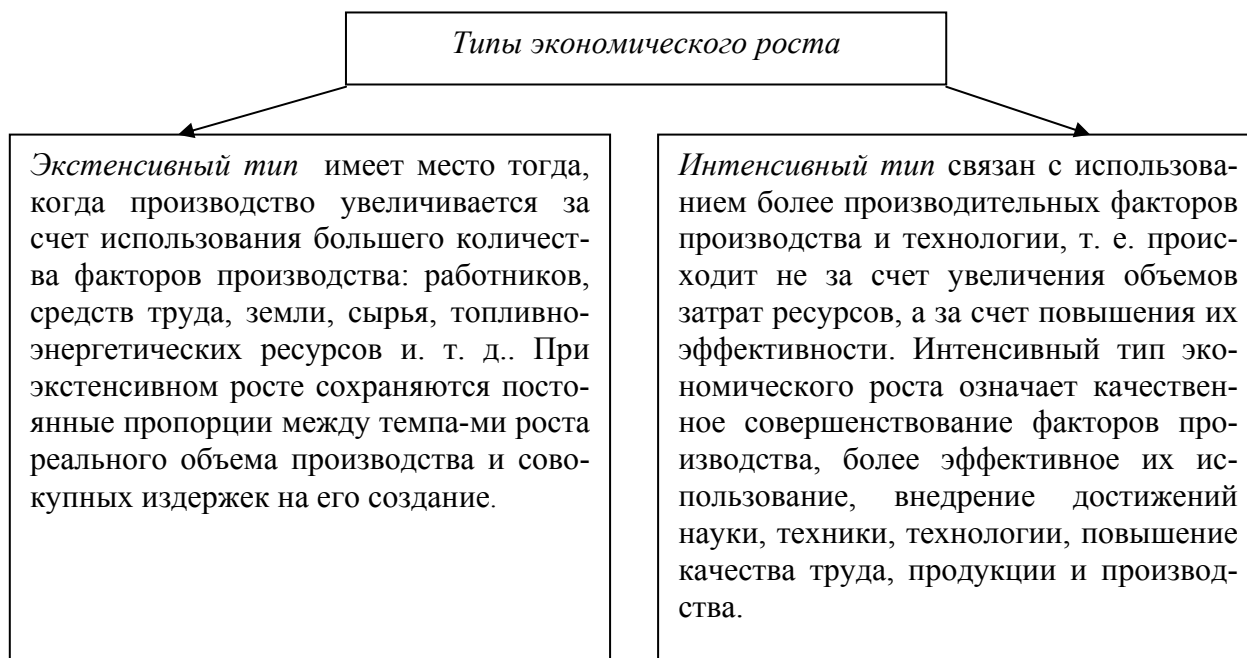 Типы экономического роста
Экстенсивный тип имеет место тогда,
когда производство увеличивается за
счет использования большего количест-
ва факторов производства: работников,
средств труда, земли, сырья, топливно-
энергетических ресурсов и. т. д.. При
экстенсивном росте сохраняются посто-
янные пропорции между темпа-ми роста
реального объема производства и сово-
купных издержек на его создание.
Интенсивный тип связан с использова-
нием более производительных факторов
производства и технологии, т. е. проис-
ходит не за счет увеличения объемов
затрат ресурсов, а за счет повышения их
эффективности. Интенсивный тип эко-
номического роста означает качествен-
ное совершенствование факторов про-
изводства, более эффективное их ис-
пользование, внедрение достижений
науки, техники, технологии, повышение
качества труда, продукции и производ-
ства.